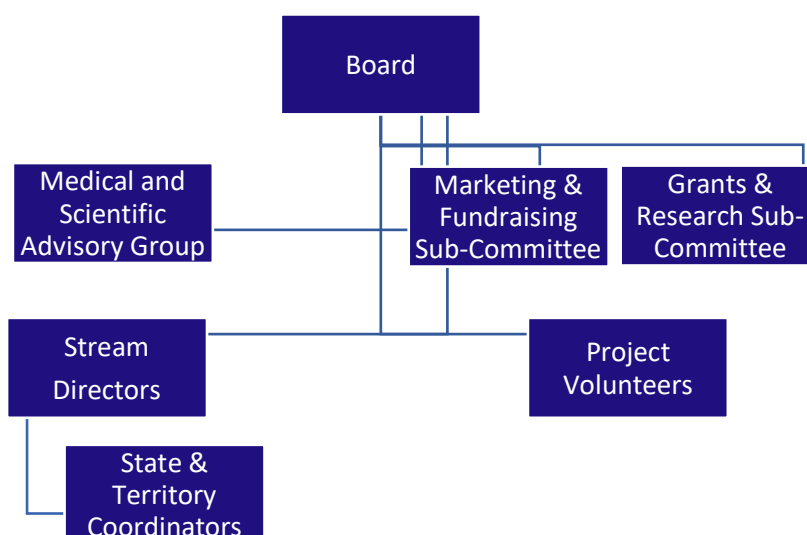 Board
Medical and
Scientific
Advisory Group
Marketing &
Fundraising
Sub-Committee
Grants &
Research Sub-
Committee
Stream
Directors
Project
Volunteers
State &
Territory
Coordinators